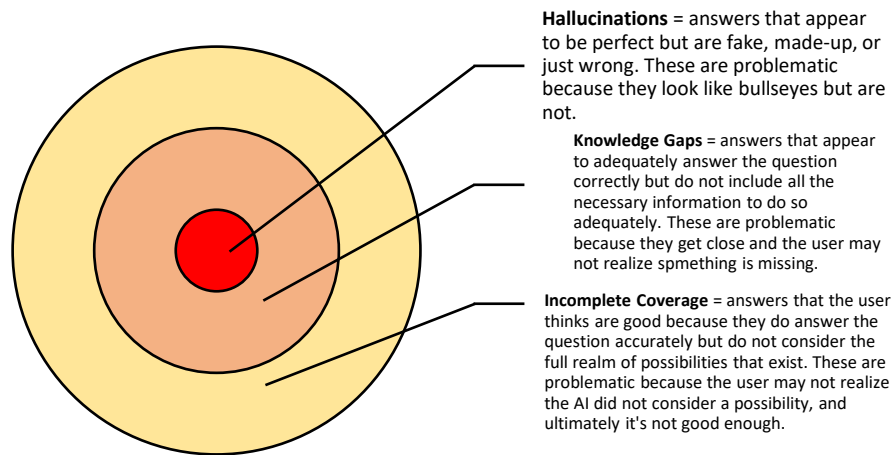 Hallucinations = answers that appear
to be perfect but are fake, made-up, or
just wrong. These are problematic
because they look like bullseyes but are
not.
Knowledge Gaps = answers that appear
to adequately answer the question
correctly but do not include all the
necessary information to do so
adequately. These are problematic
because they get close and the user may
not realize spmething is missing.
Incomplete Coverage = answers that the user
thinks are good because they do answer the
question accurately but do not consider the
full realm of possibilities that exist. These are
problematic because the user may not realize
the AI did not consider a possibility, and
ultimately it's not good enough.